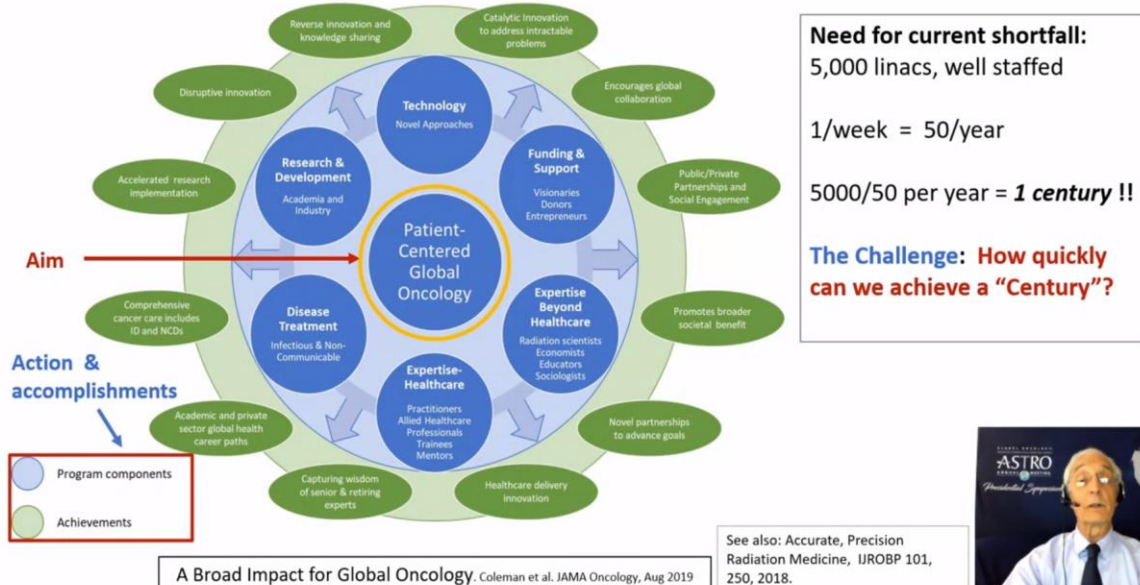 Reverse innovation and
knowledge sharing
Catalytic Innovation
to address intractable
problems
Disruptive innovation
Encourages global
collaboration
Accelerated research
implementation
Public/Private
Partnerships and
Social Engagement
Comprehensive
cancer care includes
ID and NCDs
Promotes broader
societal benefit
Academic and private
sector global health
career paths
Novel partnerships
to advance goals
Capturing wisdom
of senior & retiring
experts
Healthcare delivery
innovation
Technology
Novel Approaches
Research &
Development
Academia and
Industry
Funding &
Support
Visionaries
Donors
Entrepreneurs
Patient-
Centered
Global
Oncology
Disease
Treatment
Infectious & Non-
Communicable
Expertise
Beyond
Healthcare
Radiation scientists
Economists
Educators
Sociologists
Expertise-
Healthcare
Practitioners
Allied Healthcare
Professionals
Trainees
Mentors
Aim
Action &
accomplishments
Program components
Achievements
Need for current shortfall:
5,000 linacs, well staffed
1/week = 50/year
5000/50 per year = 1 century !!
The Challenge: How quickly
can we achieve a “Century”?
A Broad Impact for Global Oncology. Coleman et al. JAMA Oncology, Aug 2019
See also: Accurate, Precision
Radiation Medicine, IJROBP 101,
250, 2018.
GLOBAL ONCOLOGY
ASTRO
ANNUAL MEETING
Presidential Symposium